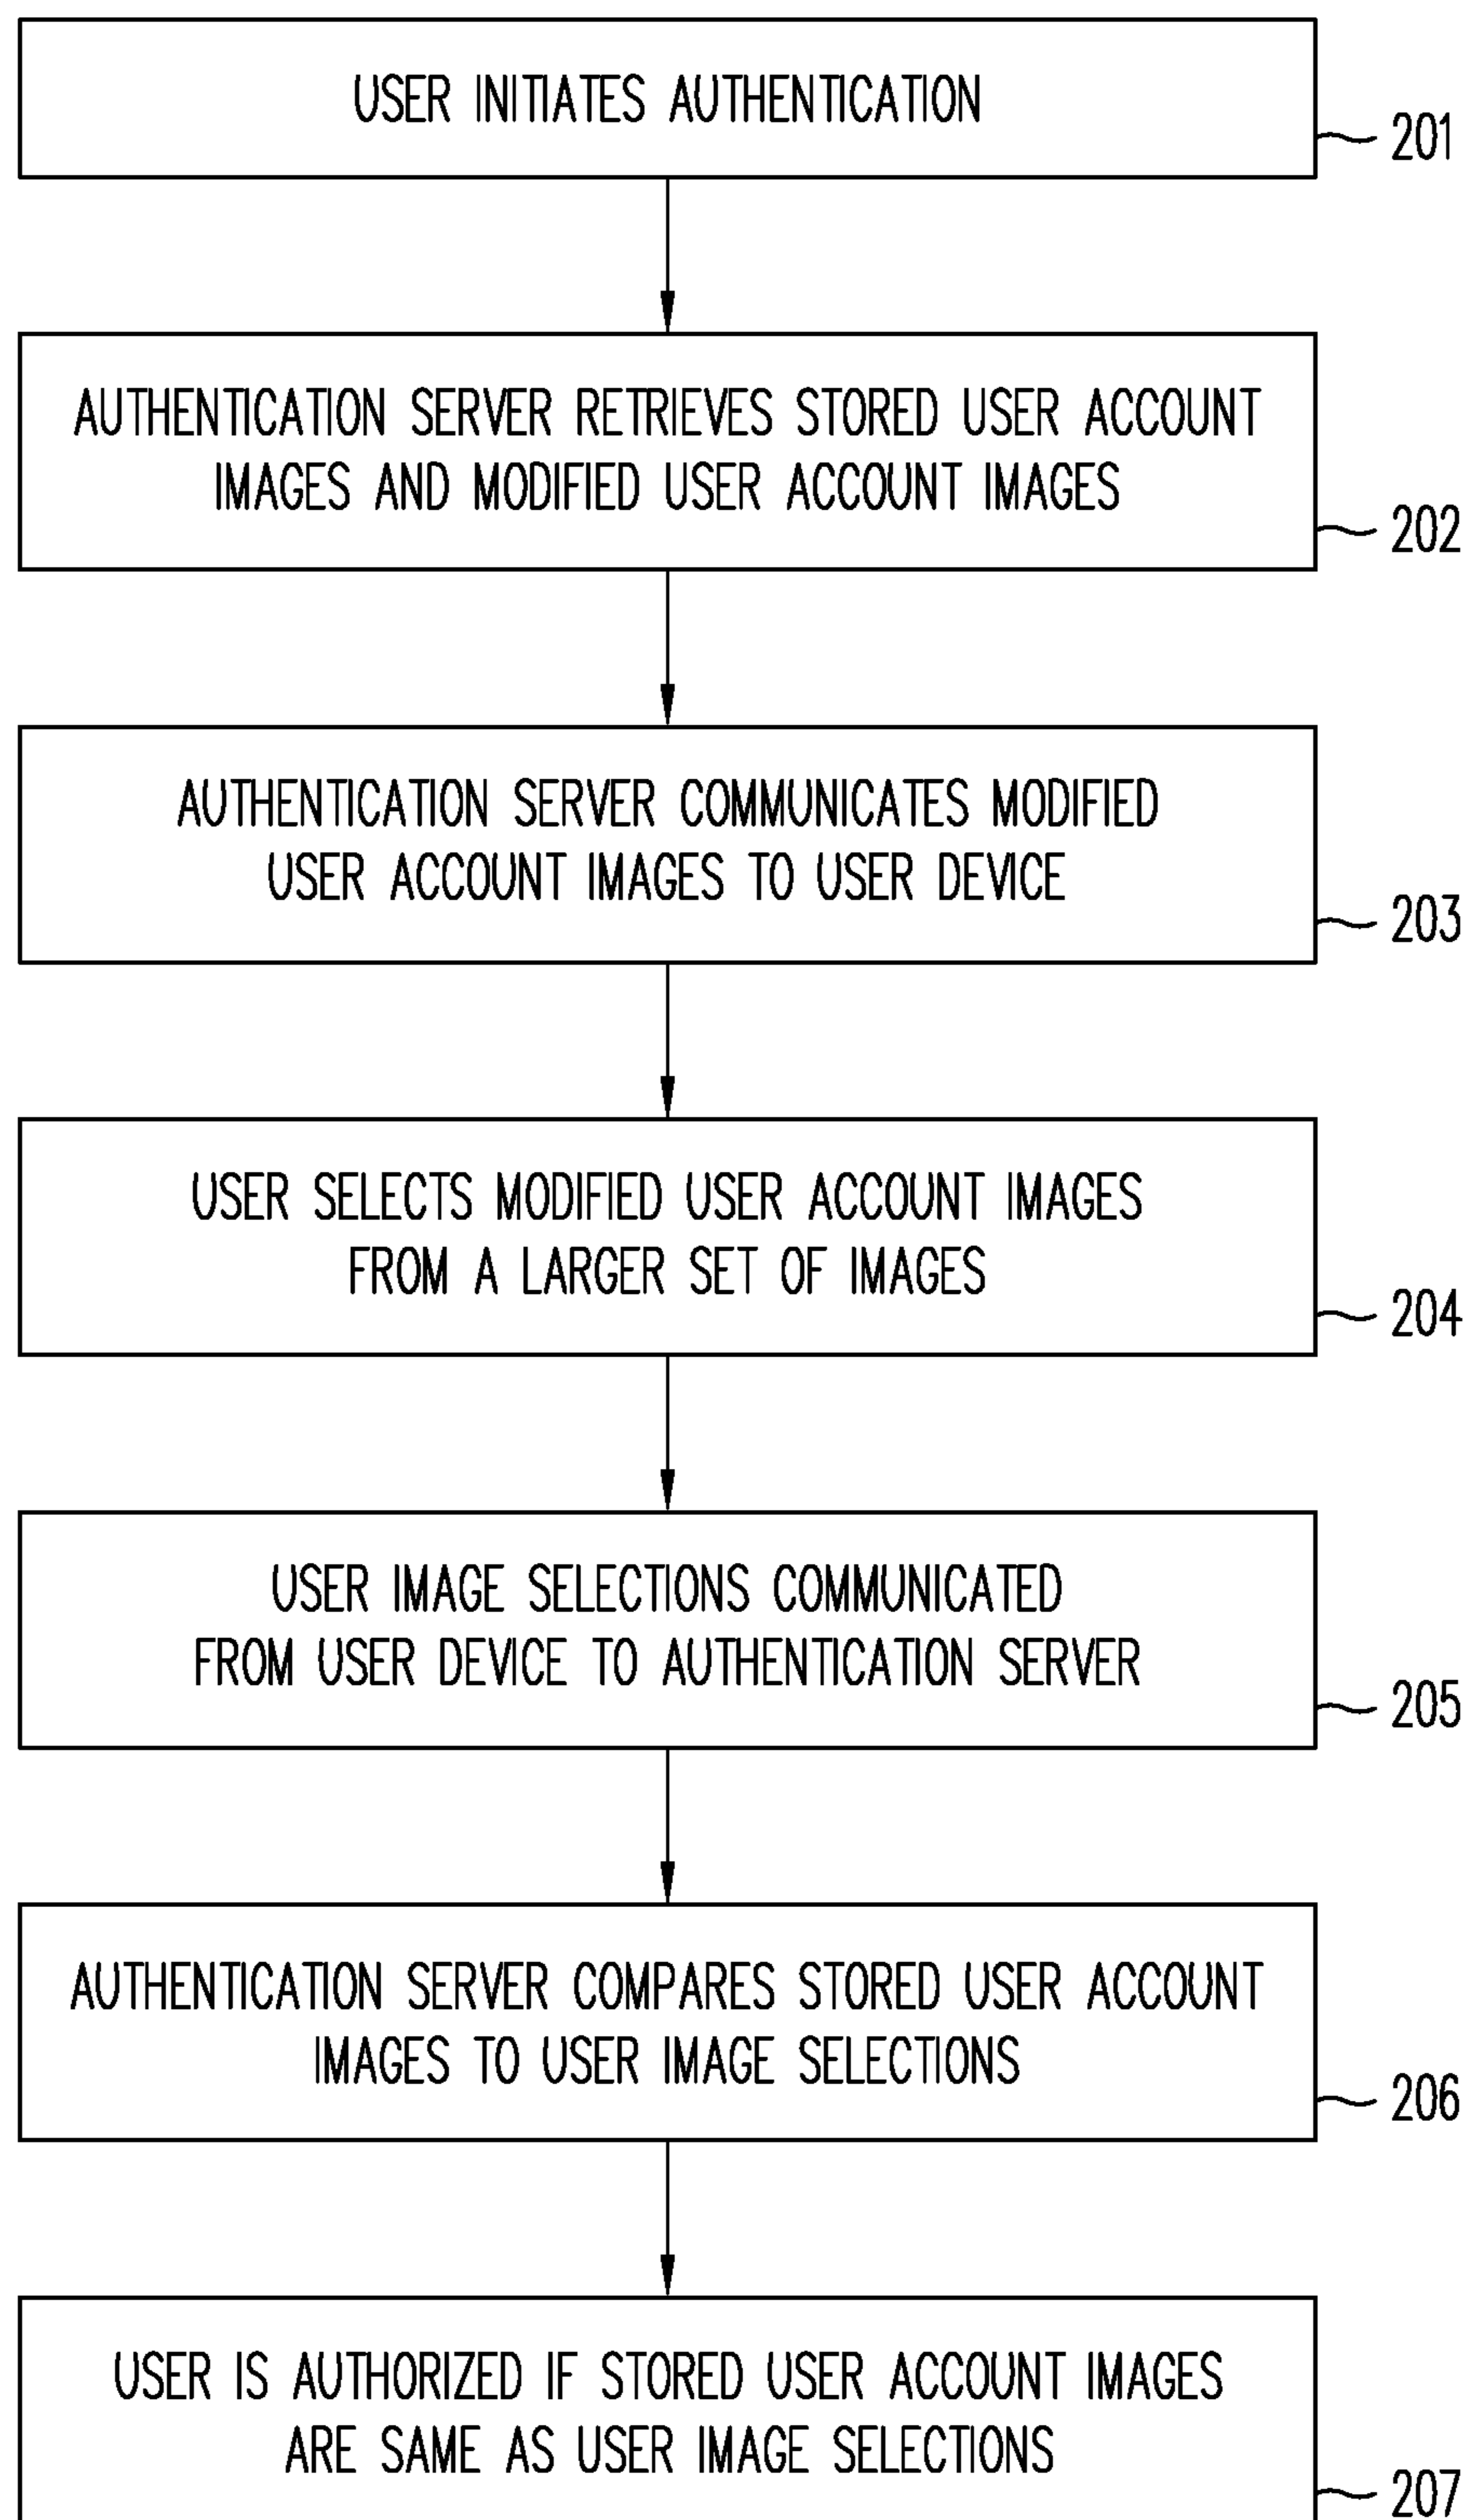 USER INITIATES AUTHENTICATION
201
AUTHENTICATION SERVER RETRIEVES STORED USER ACCOUNT
IMAGES AND MODIFIED USER ACCOUNT IMAGES
202
AUTHENTICATION SERVER COMMUNICATES MODIFIED
USER ACCOUNT IMAGES TO USER DEVICE
203
USER SELECTS MODIFIED USER ACCOUNT IMAGES
FROM A LARGER SET OF IMAGES
204
USER IMAGE SELECTIONS COMMUNICATED
FROM USER DEVICE TO AUTHENTICATION SERVER
205
AUTHENTICATION SERVER COMPARES STORED USER ACCOUNT
IMAGES TO USER IMAGE SELECTIONS
206
USER IS AUTHORIZED IF STORED USER ACCOUNT IMAGES
ARE SAME AS USER IMAGE SELECTIONS
207